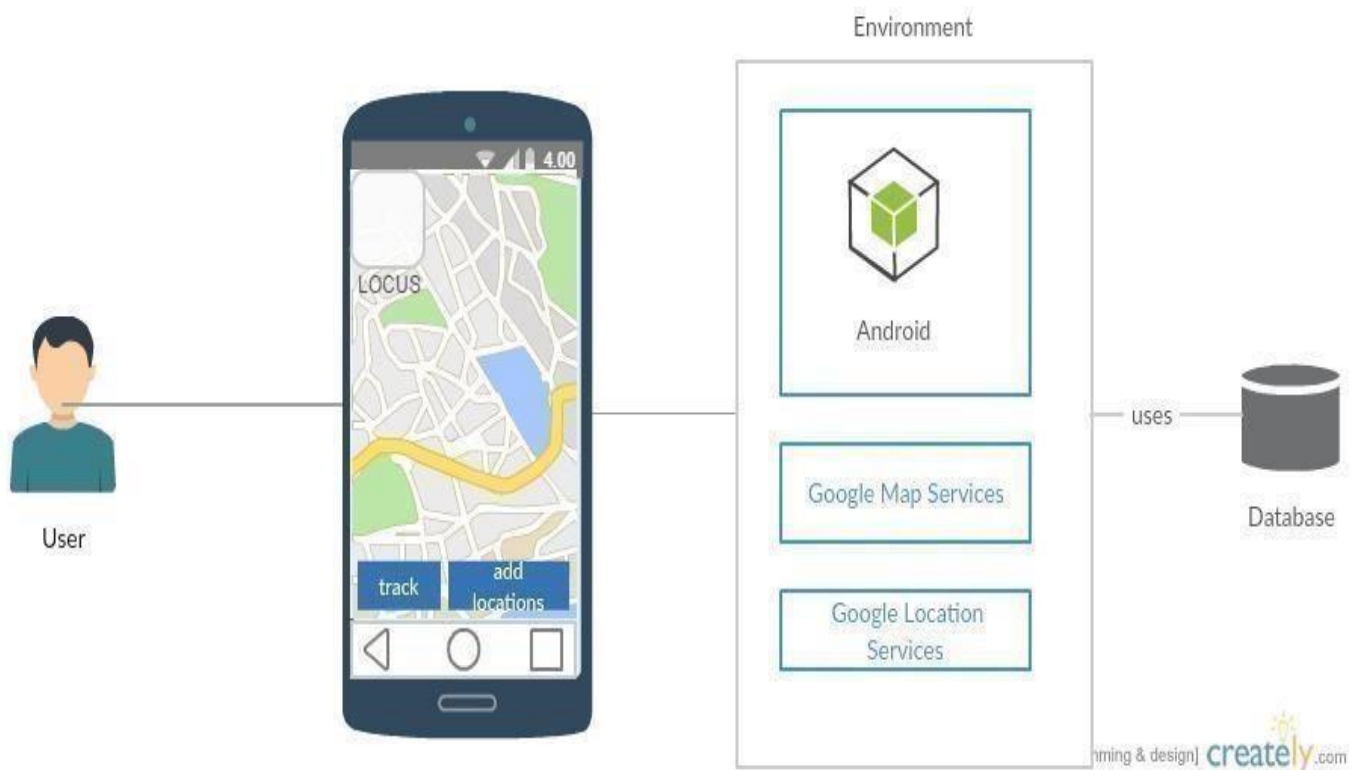 Environment
4.00
LOCUS
Android
uses
Google Map Services
User
Database
track
add
locations
Google Location
Services
nming & design] creately.com